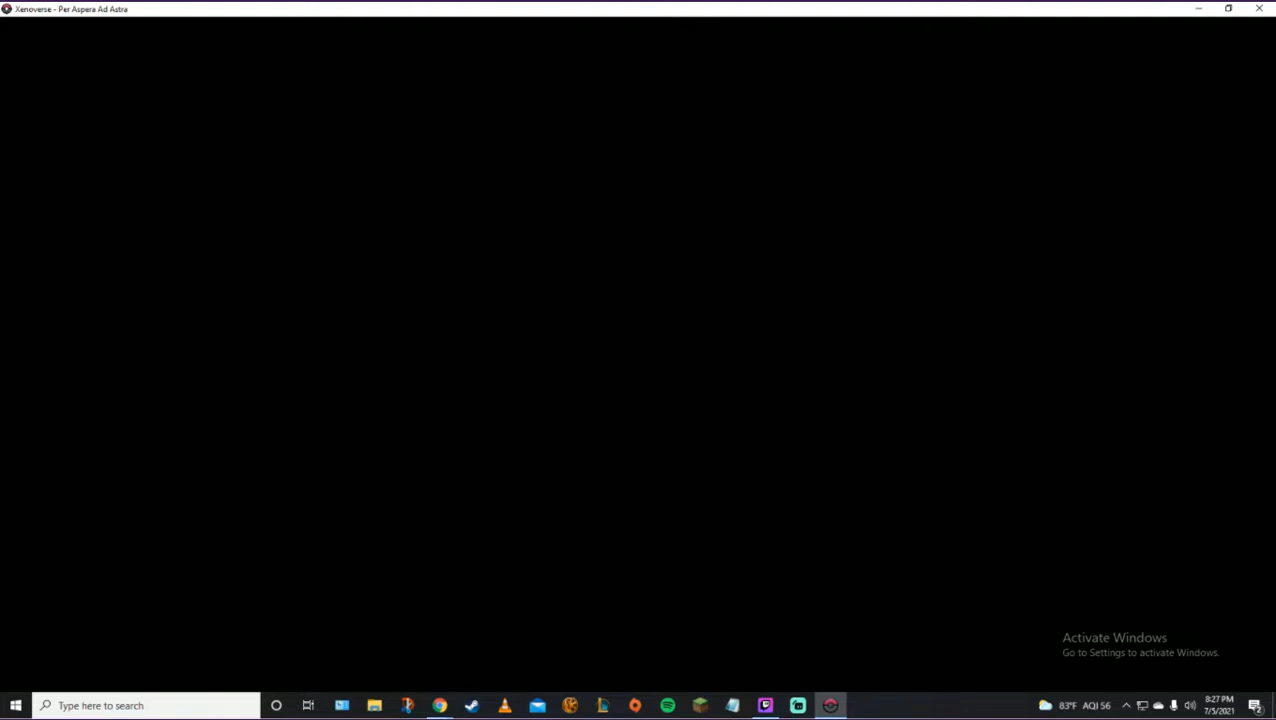 Xenoverse - Per Aspera Ad Astra
Activate Windows
Go to Settings to activate Windows.
Type here to search
83°F AQI 56
8:27 PM
7/5/2021
2